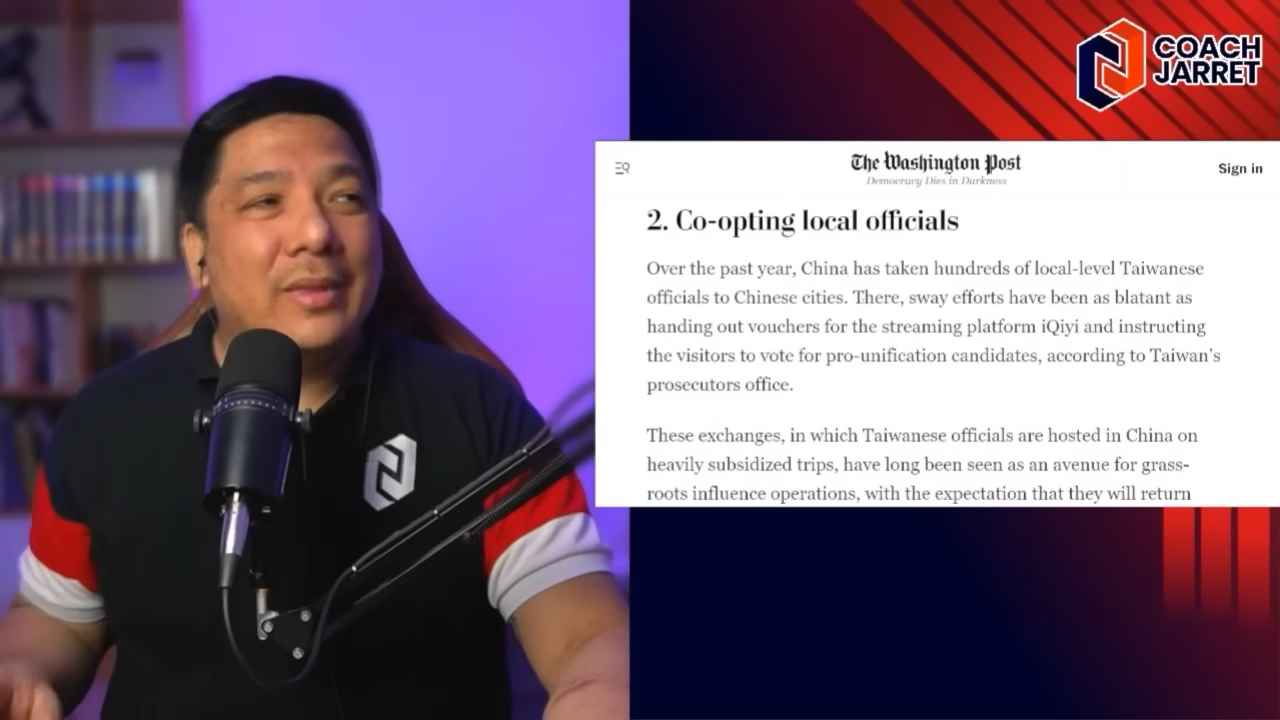 COACH
JARRET
The Washington Post
Democracy Dies in Darkness
Sign in
2. Co-opting local officials
Over the past year, China has taken hundreds of local-level Taiwanese
officials to Chinese cities. There, sway efforts have been as blatant as
handing out vouchers for the streaming platform iQiyi and instructing
the visitors to vote for pro-unification candidates, according to Taiwan's
prosecutors office.
These exchanges, in which Taiwanese officials are hosted in China on
heavily subsidized trips, have long been seen as an avenue for grass-
roots influence operations, with the expectation that they will return